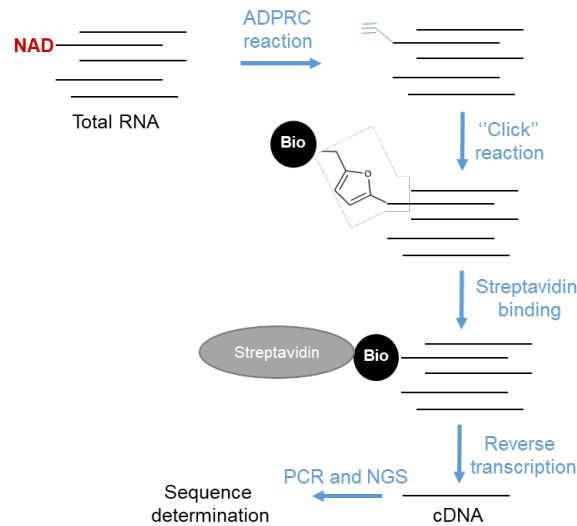 ADPRC
reaction
NAD
Total RNA
‘‘Click’’
reaction
Bio
O
Streptavidin
binding
Streptavidin
Bio
Reverse
transcription
PCR and NGS
Sequence
determination
cDNA